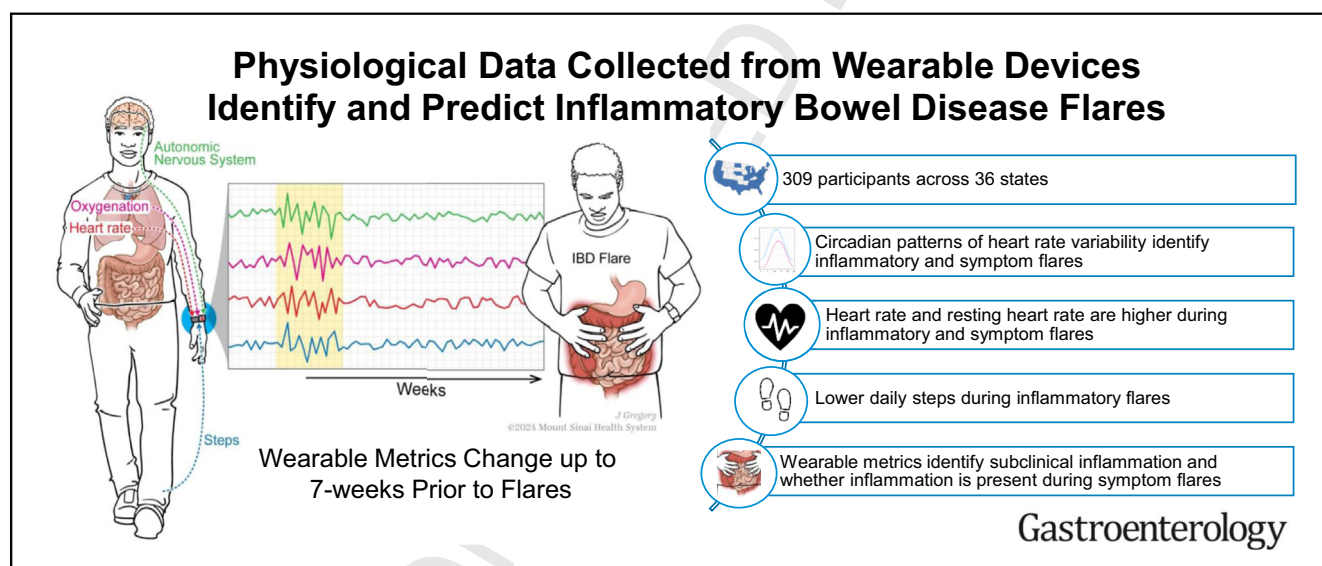 Physiological Data Collected from Wearable Devices
Identify and Predict Inflammatory Bowel Disease Flares
Autonomic
Nervous System
Oxygenation
Heart rate
Steps
Weeks
IBD Flare
J Gregory
©2024 Mount Sinai Health System
Wearable Metrics Change up to
7-weeks Prior to Flares
309 participants across 36 states
Circadian patterns of heart rate variability identify
inflammatory and symptom flares
Heart rate and resting heart rate are higher during
inflammatory and symptom flares
Lower daily steps during inflammatory flares
Wearable metrics identify subclinical inflammation and
whether inflammation is present during symptom flares
Gastroenterology